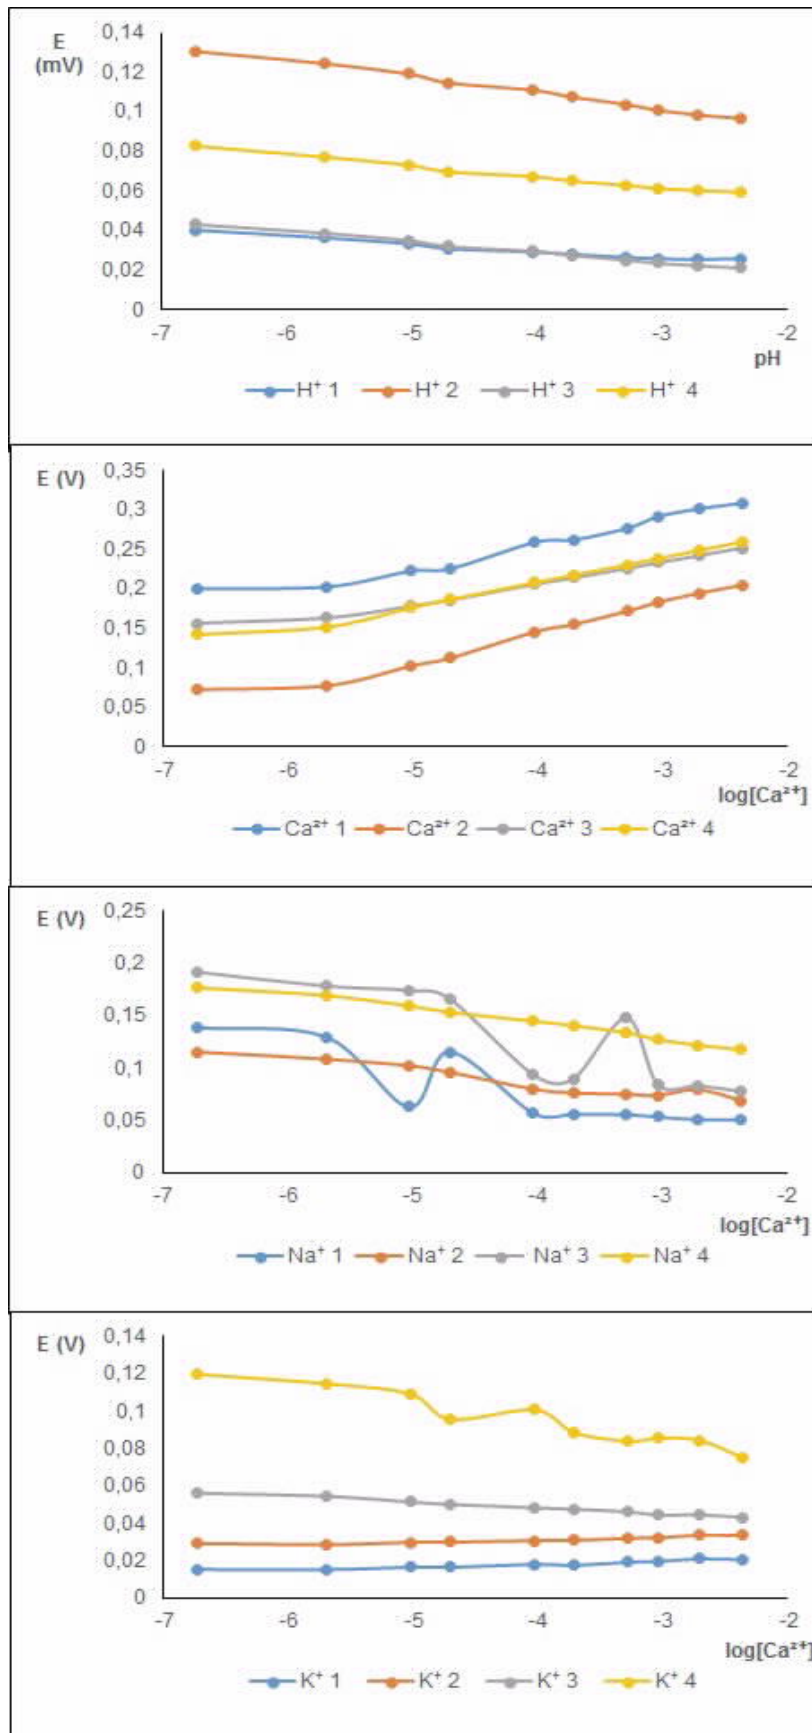 E
(mV)
0,14
0,12
0,1
0,08
0,06
0,04
0,02
0
-7 -6 -5 -4 -3 -2
pH
H⁺ 1 H⁺ 2 H⁺ 3 H⁺ 4
E (V)
0,35
0,3
0,25
0,2
0,15
0,1
0,05
0
-7 -6 -5 -4 -3 -2
log[Ca²⁺]
Ca²⁺ 1 Ca²⁺ 2 Ca²⁺ 3 Ca²⁺ 4
E (V)
0,25
0,2
0,15
0,1
0,05
0
-7 -6 -5 -4 -3 -2
log[Ca²⁺]
Na⁺ 1 Na⁺ 2 Na⁺ 3 Na⁺ 4
E (V)
0,14
0,12
0,1
0,08
0,06
0,04
0,02
0
-7 -6 -5 -4 -3 -2
log[Ca²⁺]
K⁺ 1 K⁺ 2 K⁺ 3 K⁺ 4